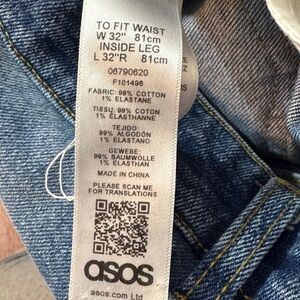 TO FIT WAIST
W 32" 81cm
INSIDE LEG
L 32"R 81cm
06790620
F101496
FABRIC: 99% COTTON
1% ELASTANE
TISSU: 99% COTON
1% ÉLASTHANNE
TEJIDO:
99% ALGODÓN
1% ELASTANO
GEWEBE:
99% BAUMWOLLE
1% ELASTHAN
MADE IN CHINA
PLEASE SCAN ME
FOR TRANSLATIONS
asos
asos.com Ltd